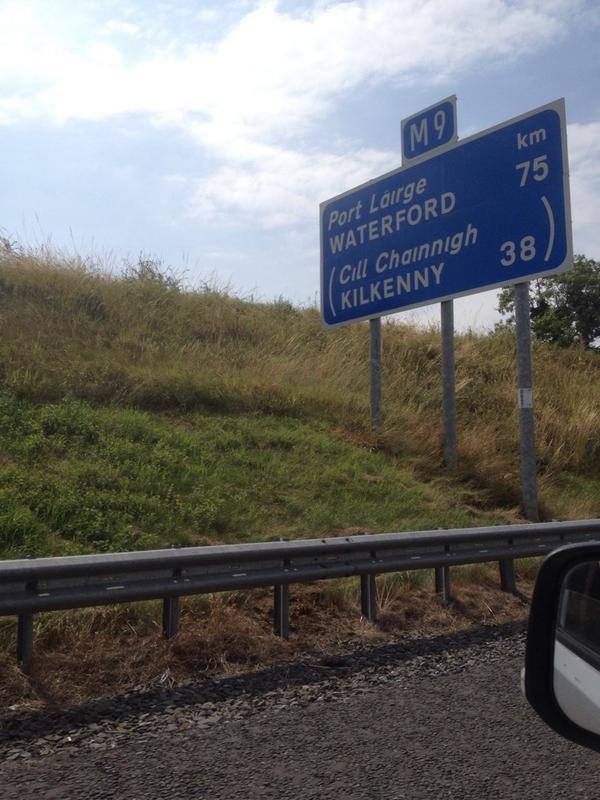 M9
km
Port Láirge
WATERFORD 75
(Cill Chainnigh
KILKENNY 38)